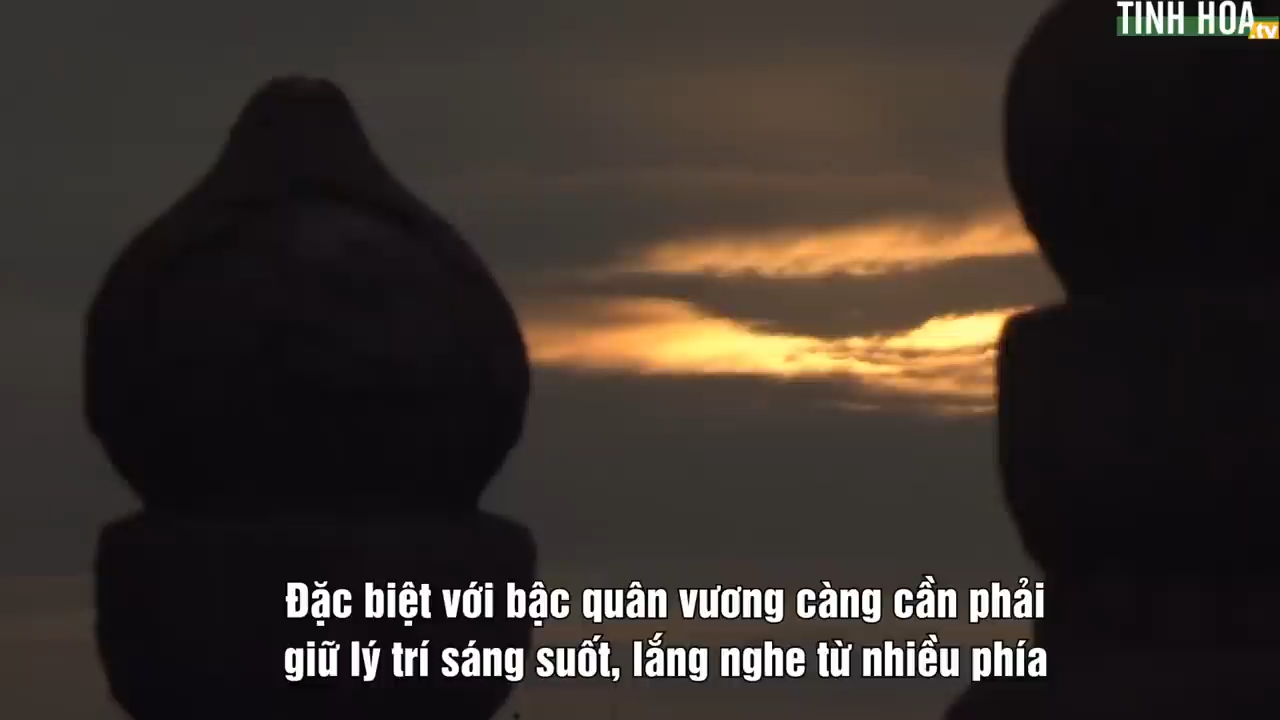 TINH HOA
.tv
Đặc biệt với bậc quân vương càng cần phải
giữ lý trí sáng suốt, lắng nghe từ nhiều phía